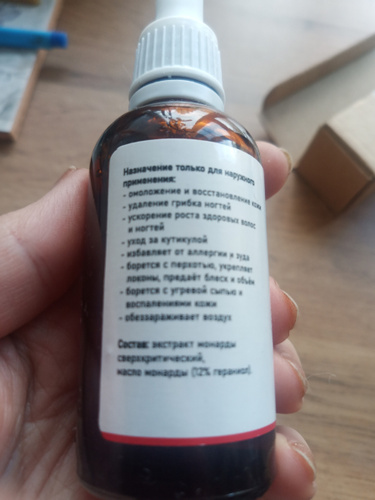 Назначение только для наружного
применения:
- омоложение и восстановление кожи
- удаление грибка ногтей
- ускорение роста здоровых волос
и ногтей
- уход за кутикулой
- избавляет от аллергии и зуда
- борется с перхотью, укрепляет
локоны, придаёт блеск и объём
- борется с угревой сыпью и
воспалениями кожи
- обеззараживает воздух
Состав: экстракт монарды
сверхкритический,
масло монарды (12% гераниол).